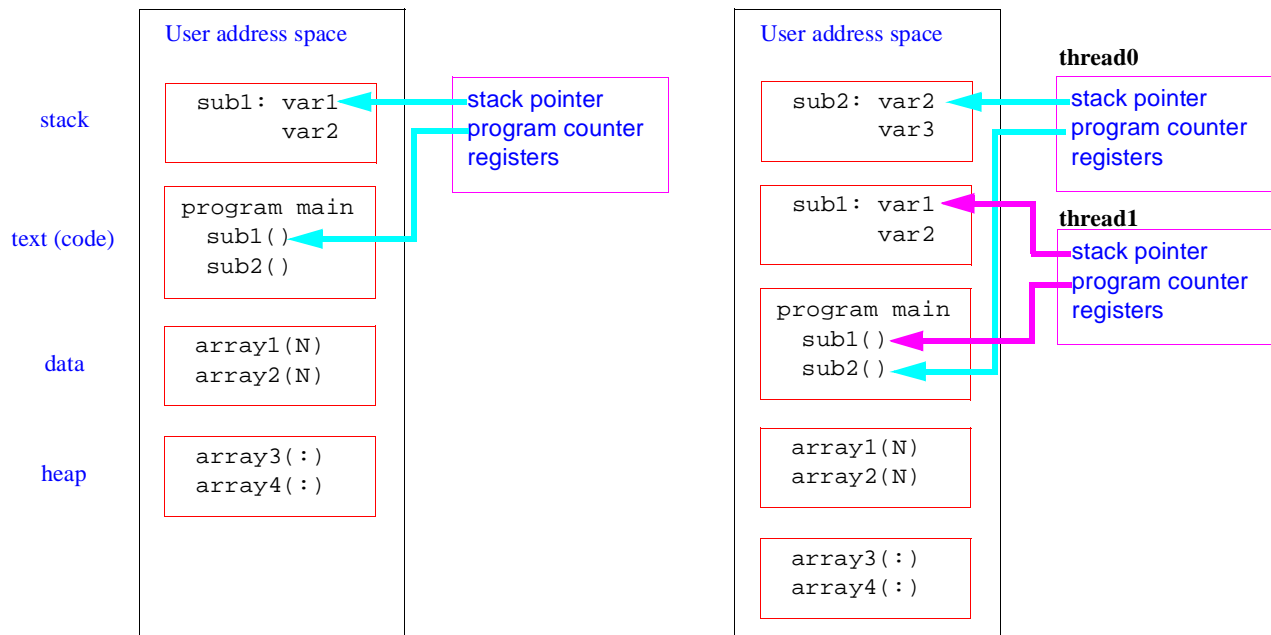 User address space
stack
sub1: var1
var2
stack pointer
program counter
registers
text (code)
program main
sub1()
sub2()
data
array1(N)
array2(N)
heap
array3(:)
array4(:)
User address space
sub2: var2
var3
thread0
stack pointer
program counter
registers
sub1: var1
var2
thread1
stack pointer
program counter
registers
program main
sub1()
sub2()
array1(N)
array2(N)
array3(:)
array4(:)